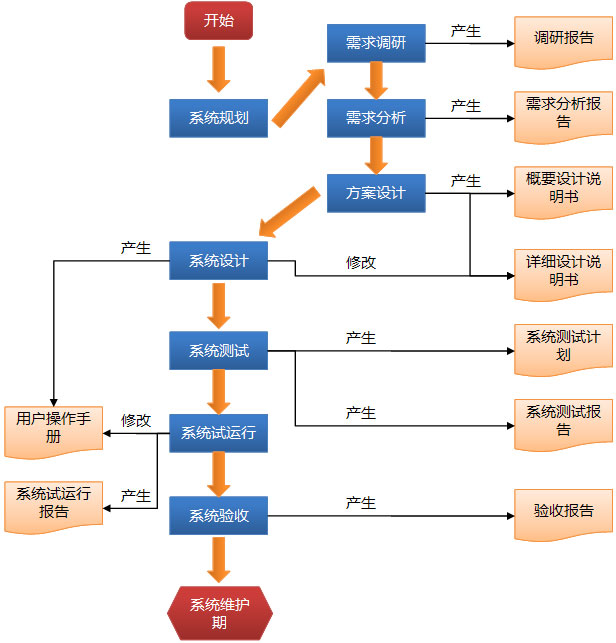 开始
需求调研
产生
调研报告
系统规划
需求分析
产生
需求分析报
告
方案设计
产生
概要设计说
明书
产生
系统设计
修改
详细设计说
明书
系统测试
产生
系统测试计
划
产生
系统测试报
告
用户操作手
册
修改
系统试运行
系统试运行
报告
产生
系统验收
产生
验收报告
系统维护
期